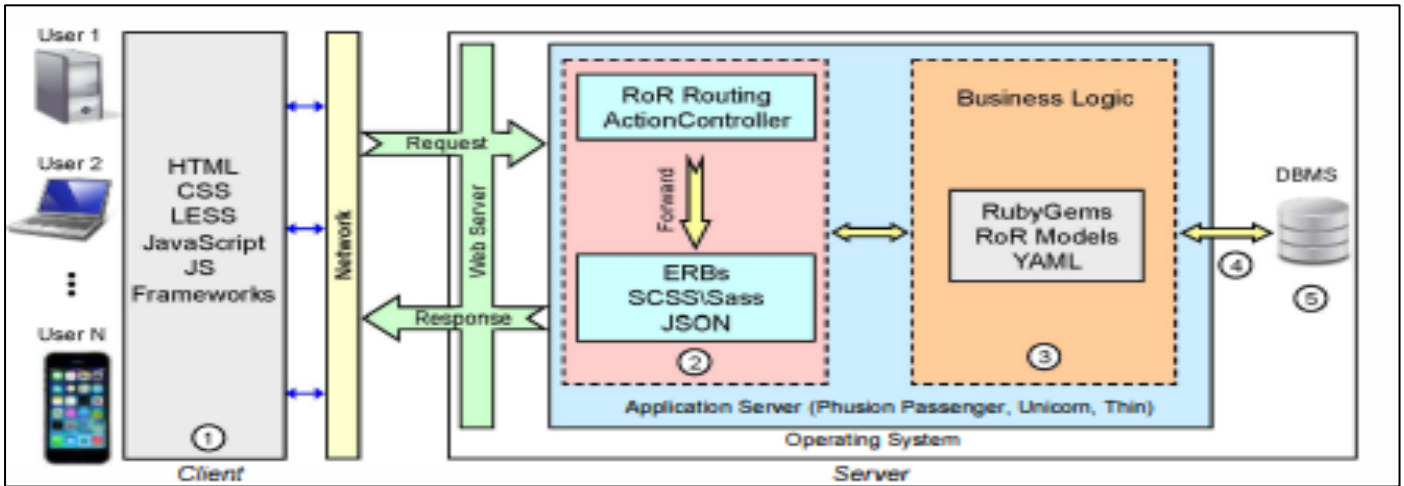 User 1
User 2
User N
HTML
CSS
LESS
JavaScript
JS
Frameworks
1
Client
Network
Request
Response
Web Server
RoR Routing
ActionController
Forward
ERBs
SCSS\Sass
JSON
2
Business Logic
RubyGems
RoR Models
YAML
3
Application Server (Phusion Passenger, Unicorn, Thin)
Operating System
Server
DBMS
4
5